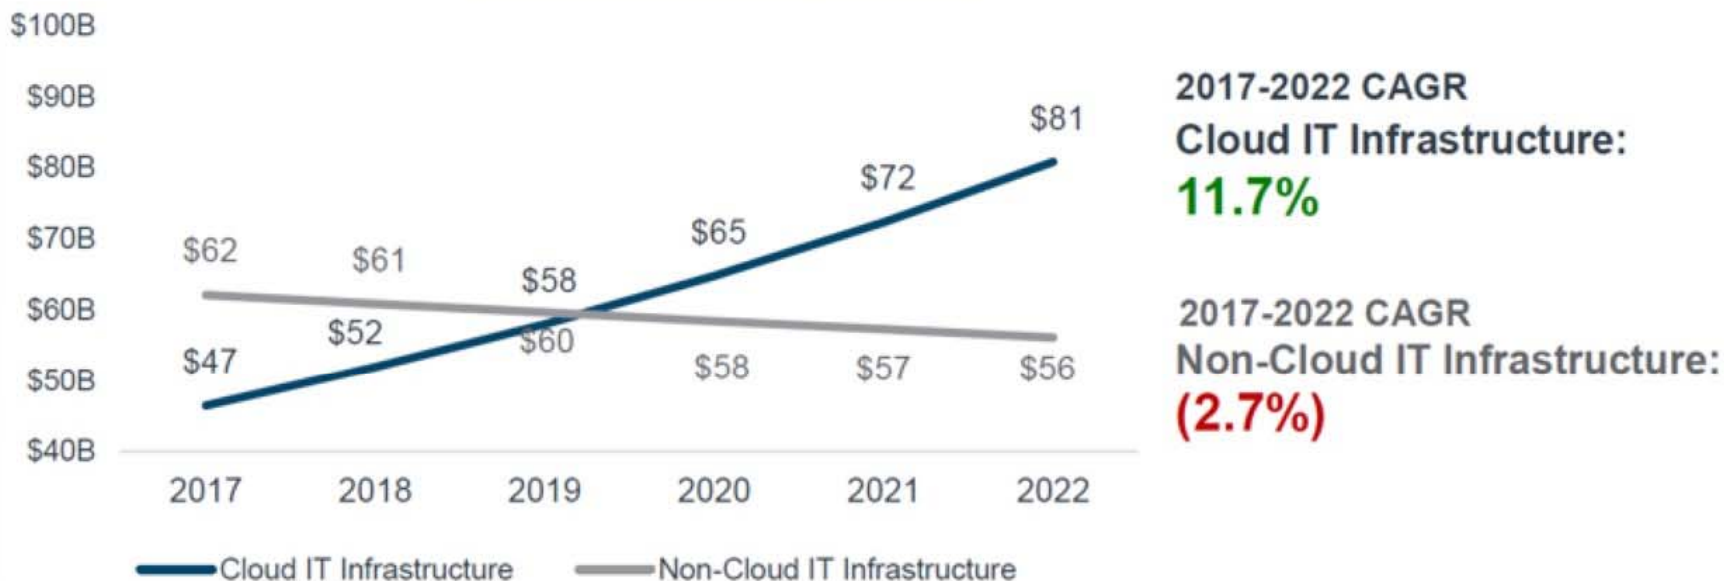 $100B
$90B
$80B
$70B
$60B
$50B
$40B
$62
$61
$58
$65
$72
$81
$47
$52
$60
$58
$57
$56
2017
2018
2019
2020
2021
2022
Cloud IT Infrastructure
Non-Cloud IT Infrastructure
2017-2022 CAGR
Cloud IT Infrastructure:
11.7%
2017-2022 CAGR
Non-Cloud IT Infrastructure:
(2.7%)